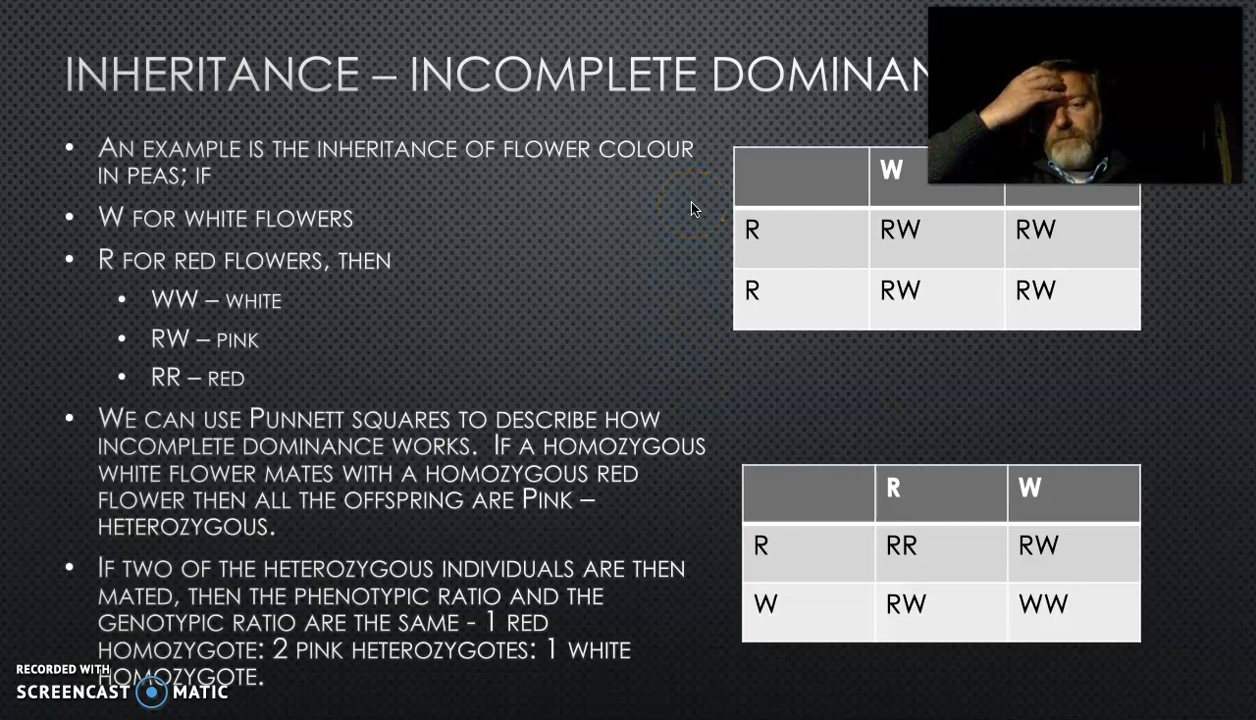 INHERITANCE – INCOMPLETE DOMINAN
• AN EXAMPLE IS THE INHERITANCE OF FLOWER COLOUR
IN PEAS; IF
• W FOR WHITE FLOWERS
• R FOR RED FLOWERS, THEN
• WW – WHITE
• RW – PINK
• RR – RED
• WE CAN USE PUNNETT SQUARES TO DESCRIBE HOW
INCOMPLETE DOMINANCE WORKS. IF A HOMOZYGOUS
WHITE FLOWER MATES WITH A HOMOZYGOUS RED
FLOWER THEN ALL THE OFFSPRING ARE PINK –
HETEROZYGOUS.
• IF TWO OF THE HETEROZYGOUS INDIVIDUALS ARE THEN
MATED, THEN THE PHENOTYPIC RATIO AND THE
GENOTYPIC RATIO ARE THE SAME - 1 RED
HOMOZYGOTE: 2 PINK HETEROZYGOTES: 1 WHITE
HOMOZYGOTE.
W
R RW RW
R RW RW
R W
R RR RW
W RW WW
RECORDED WITH
SCREENCAST MATIC